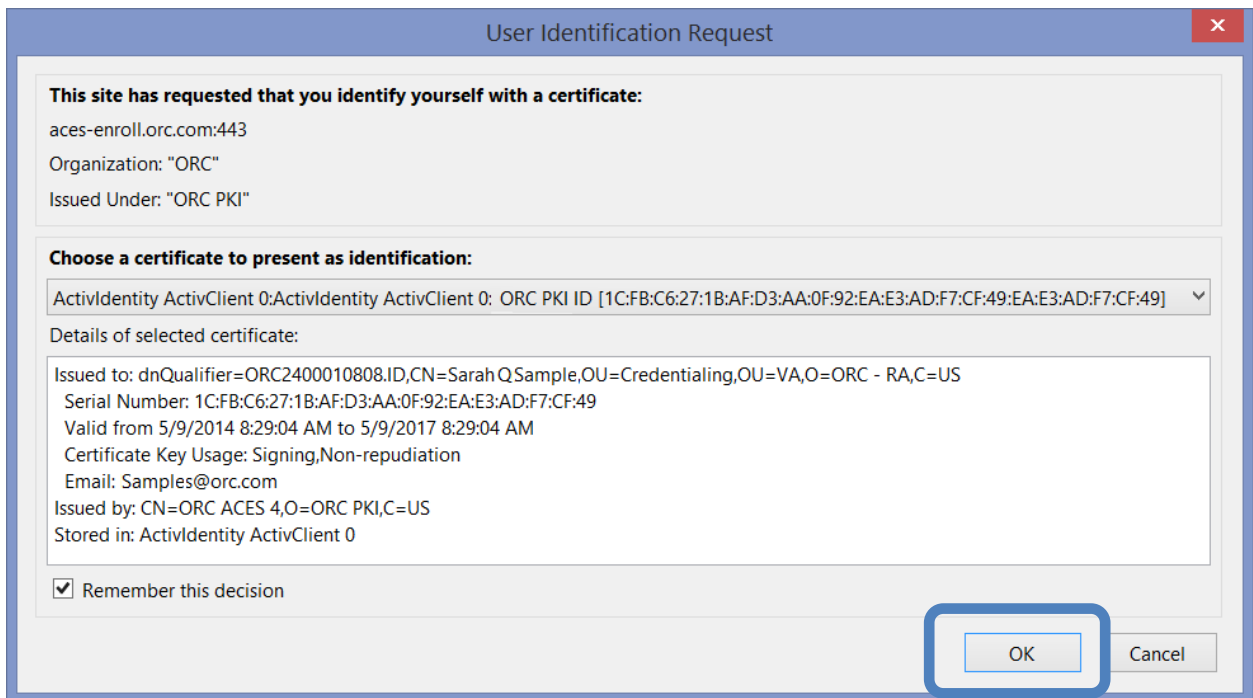 User Identification Request
This site has requested that you identify yourself with a certificate:
aces-enroll.orc.com:443
Organization: "ORC"
Issued Under: "ORC PKI"
Choose a certificate to present as identification:
ActivIdentity ActivClient 0:ActivIdentity ActivClient 0: ORC PKI ID [1C:FB:C6:27:1B:AF:D3:AA:0F:92:EA:E3:AD:F7:CF:49:EA:E3:AD:F7:CF:49]
Details of selected certificate:
Issued to: dnQualifier=ORC2400010808.ID,CN=Sarah Q Sample,OU=Credentialing,OU=VA,O=ORC - RA,C=US
Serial Number: 1C:FB:C6:27:1B:AF:D3:AA:0F:92:EA:E3:AD:F7:CF:49
Valid from 5/9/2014 8:29:04 AM to 5/9/2017 8:29:04 AM
Certificate Key Usage: Signing,Non-repudiation
Email: Samples@orc.com
Issued by: CN=ORC ACES 4,O=ORC PKI,C=US
Stored in: ActivIdentity ActivClient 0
Remember this decision
OK Cancel